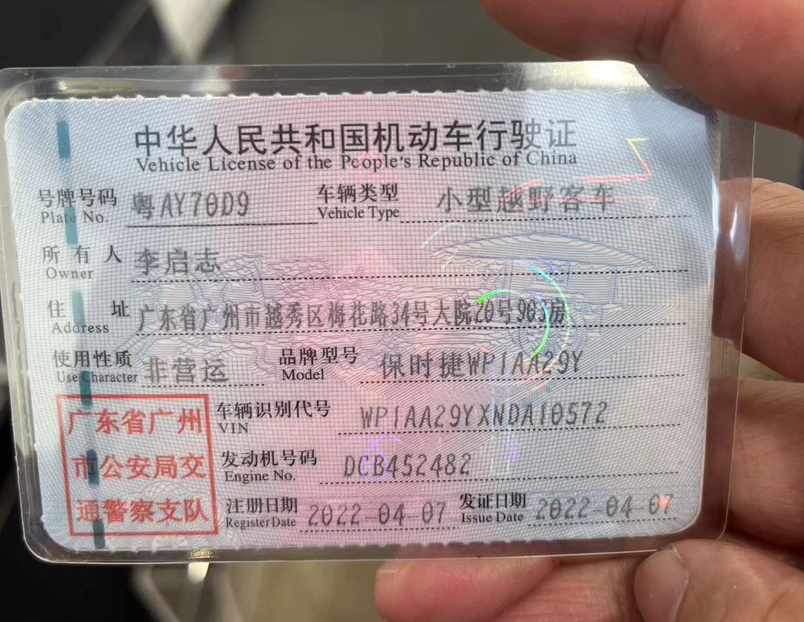 中华人民共和国机动车行驶证
Vehicle License of the People's Republic of China
号牌号码 粤AY70D9 车辆类型 小型越野客车
Plate No. Vehicle Type
所有人 李启志
Owner
住址 广东省广州市越秀区梅花路34号大院20号903房
Address
使用性质 非营运 品牌型号 保时捷WP1AA29Y
Use Character Model
广东省广州市公安局交通警察支队
车辆识别代号 WP1AA29YXNDA10572
VIN
发动机号码 DCB452482
Engine No.
注册日期 2022-04-07 发证日期 2022-04-07
Register Date Issue Date